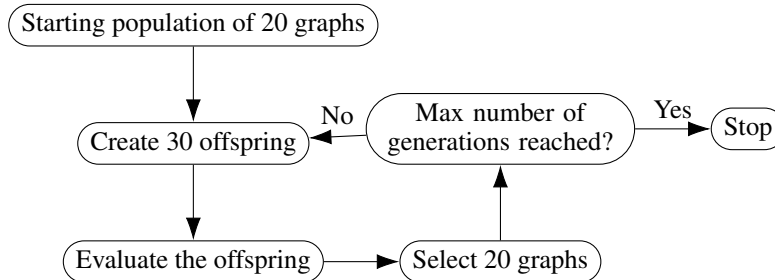 Starting population of 20 graphs
No
Max number of
generations reached?
Yes
Stop
Create 30 offspring
Evaluate the offspring
Select 20 graphs